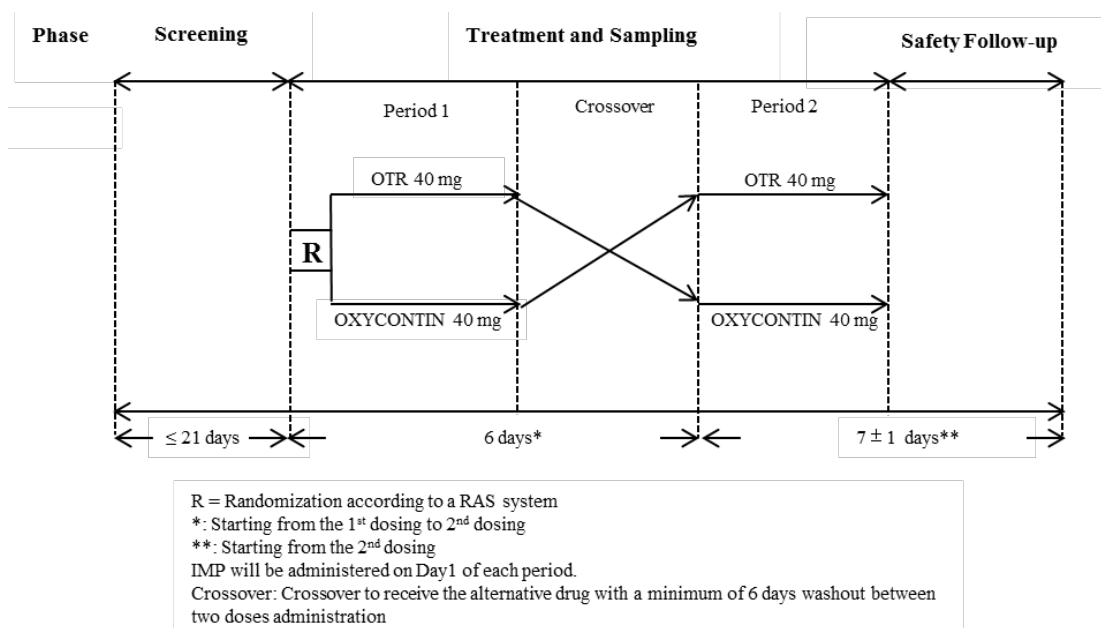 Phase Screening Treatment and Sampling Safety Follow-up
Period 1 Crossover Period 2
OTR 40 mg OTR 40 mg
R
OXYCONTIN 40 mg OXYCONTIN 40 mg
≤ 21 days 6 days* 7 ± 1 days**
R = Randomization according to a RAS system
*: Starting from the 1st dosing to 2nd dosing
**: Starting from the 2nd dosing
IMP will be administered on Day1 of each period.
Crossover: Crossover to receive the alternative drug with a minimum of 6 days washout between
two doses administration